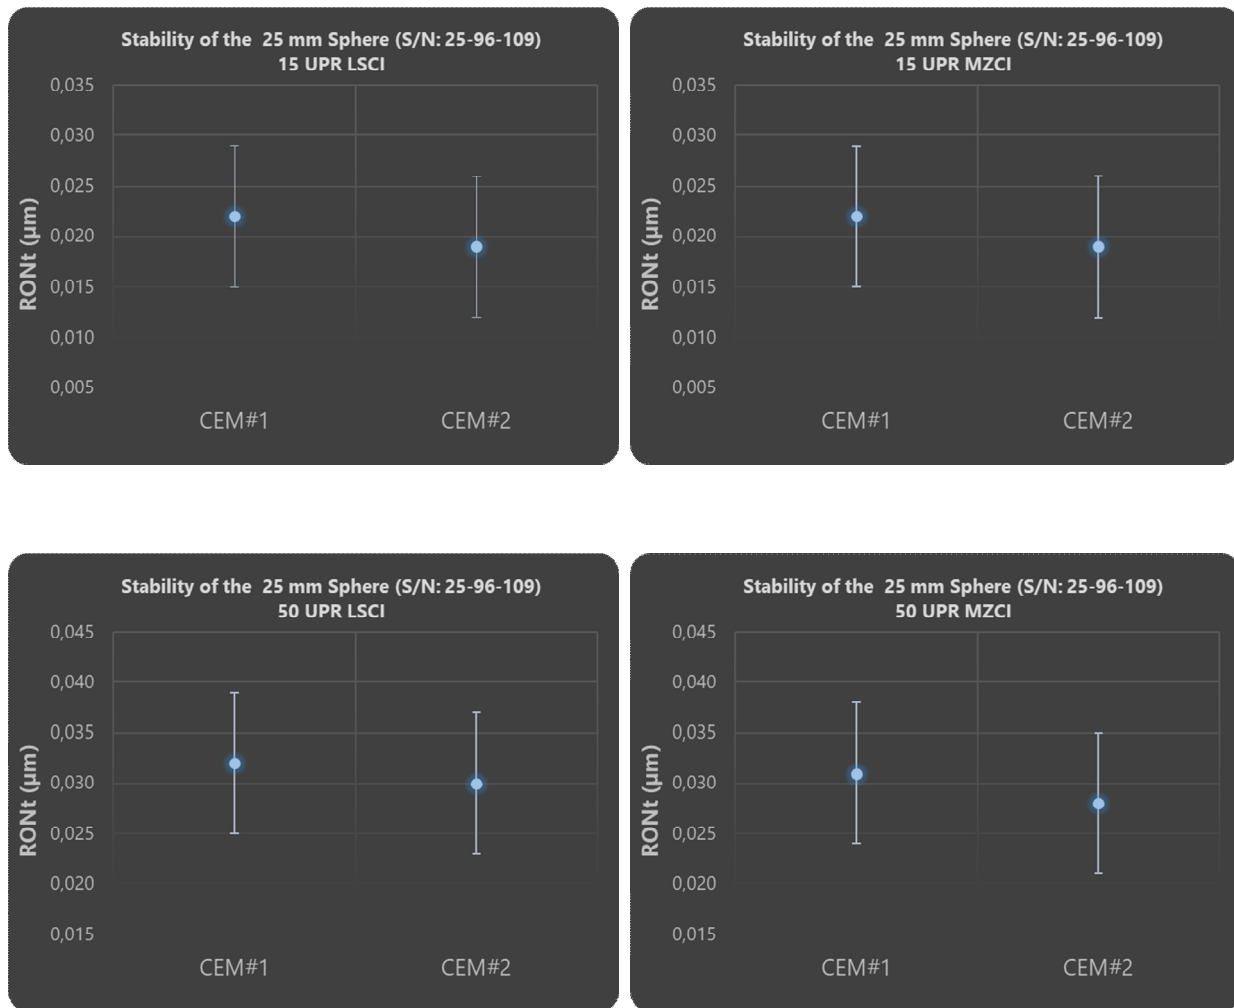 Stability of the  25 mm Sphere (S/N: 25-96-109)
15 UPR LSCI
0,035
0,030
0,025
0,020
0,015
0,010
0,005
RONt (µm)
CEM#1
CEM#2
Stability of the  25 mm Sphere (S/N: 25-96-109)
15 UPR MZCI
0,035
0,030
0,025
0,020
0,015
0,010
0,005
RONt (µm)
CEM#1
CEM#2
Stability of the  25 mm Sphere (S/N: 25-96-109)
50 UPR LSCI
0,045
0,040
0,035
0,030
0,025
0,020
0,015
RONt (µm)
CEM#1
CEM#2
Stability of the  25 mm Sphere (S/N: 25-96-109)
50 UPR MZCI
0,045
0,040
0,035
0,030
0,025
0,020
0,015
RONt (µm)
CEM#1
CEM#2